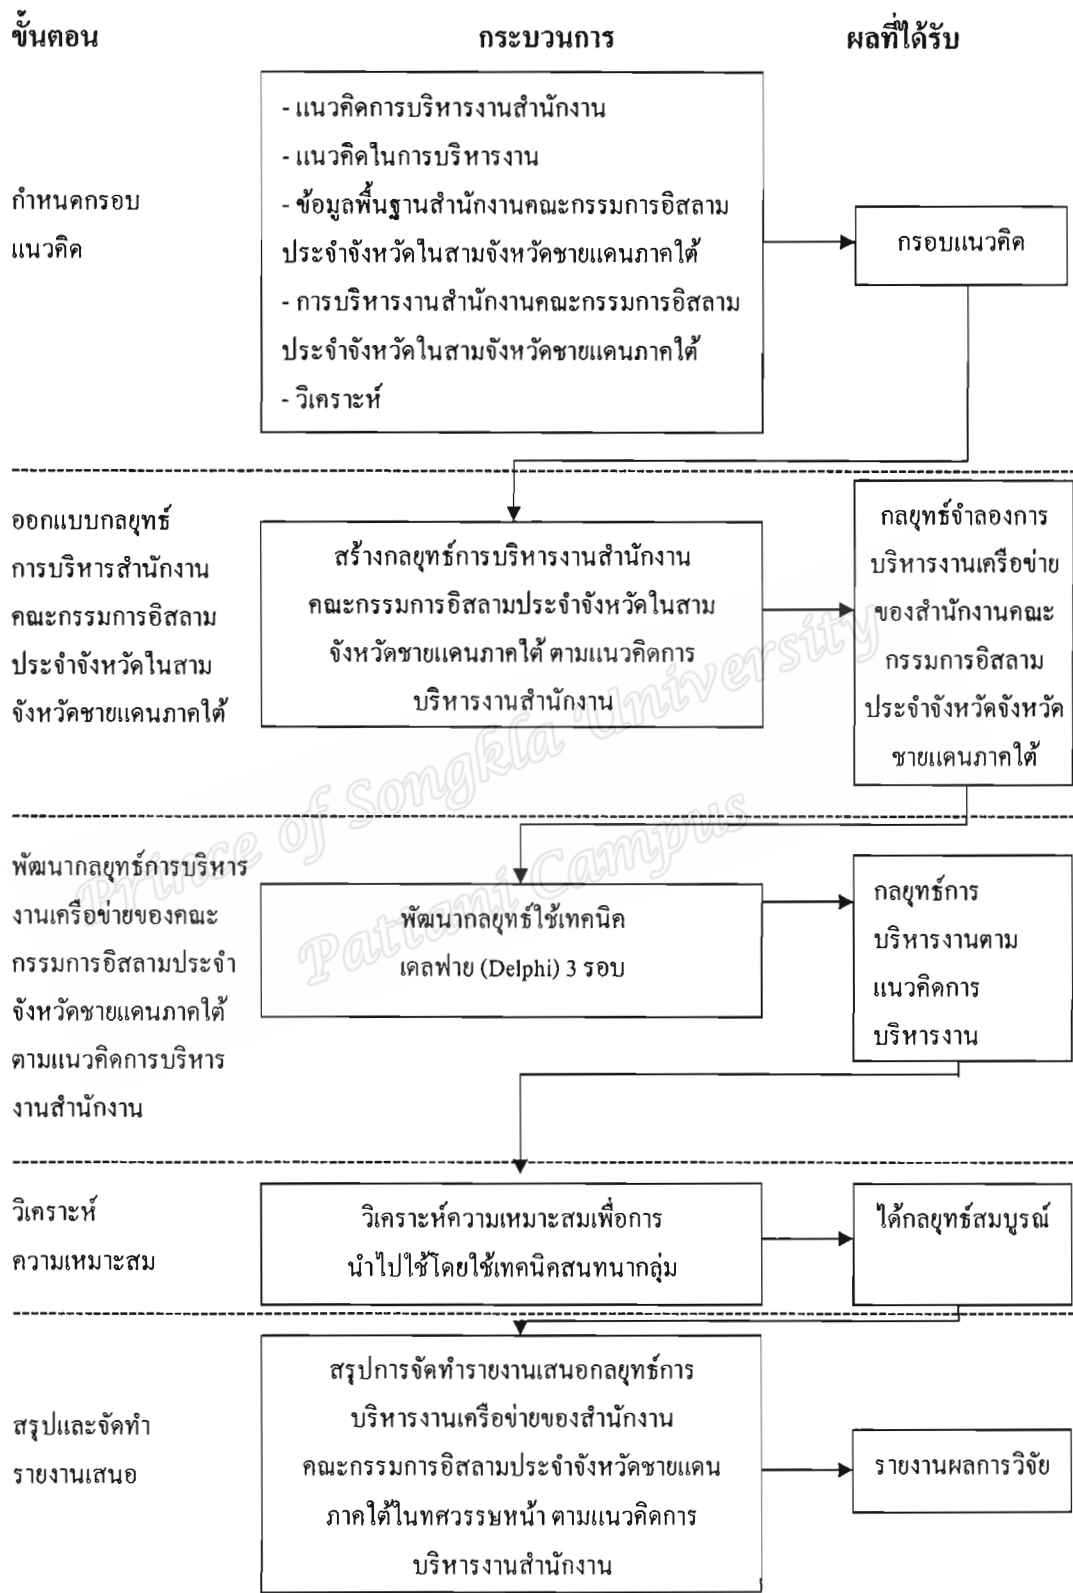 ขั้นตอน
กระบวนการ
ผลที่ได้รับ
กำหนดกรอบ
แนวคิด
- แนวคิดการบริหารงานสำนักงาน
- แนวคิดในการบริหารงาน
- ข้อมูลพื้นฐานสำนักงานคณะกรรมการอิสลาม
ประจำจังหวัดในสามจังหวัดชายแดนภาคใต้
- การบริหารงานสำนักงานคณะกรรมการอิสลาม
ประจำจังหวัดในสามจังหวัดชายแดนภาคใต้
- วิเคราะห์
กรอบแนวคิด
ออกแบบกลยุทธ์
การบริหารสำนักงาน
คณะกรรมการอิสลาม
ประจำจังหวัดในสาม
จังหวัดชายแดนภาคใต้
สร้างกลยุทธ์การบริหารงานสำนักงาน
คณะกรรมการอิสลามประจำจังหวัดในสาม
จังหวัดชายแดนภาคใต้ ตามแนวคิดการ
บริหารงานสำนักงาน
กลยุทธ์จำลองการ
บริหารงานเครือข่าย
ของสำนักงานคณะ
กรรมการอิสลาม
ประจำจังหวัดจังหวัด
ชายแดนภาคใต้
พัฒนากลยุทธ์การบริหาร
งานเครือข่ายของคณะ
กรรมการอิสลามประจำ
จังหวัดชายแดนภาคใต้
ตามแนวคิดการบริหาร
งานสำนักงาน
พัฒนากลยุทธ์ใช้เทคนิค
เดลฟาย (Delphi) 3 รอบ
กลยุทธ์การ
บริหารงานตาม
แนวคิดการ
บริหารงาน
วิเคราะห์
ความเหมาะสม
วิเคราะห์ความเหมาะสมเพื่อการ
นำไปใช้โดยใช้เทคนิคสนทนากลุ่ม
ได้กลยุทธ์สมบูรณ์
สรุปและจัดทำ
รายงานเสนอ
สรุปการจัดทำรายงานเสนอกลยุทธ์การ
บริหารงานเครือข่ายของสำนักงาน
คณะกรรมการอิสลามประจำจังหวัดชายแดน
ภาคใต้ในทศวรรษหน้า ตามแนวคิดการ
บริหารงานสำนักงาน
รายงานผลการวิจัย
Prince of Songkla University
Pattani Campus